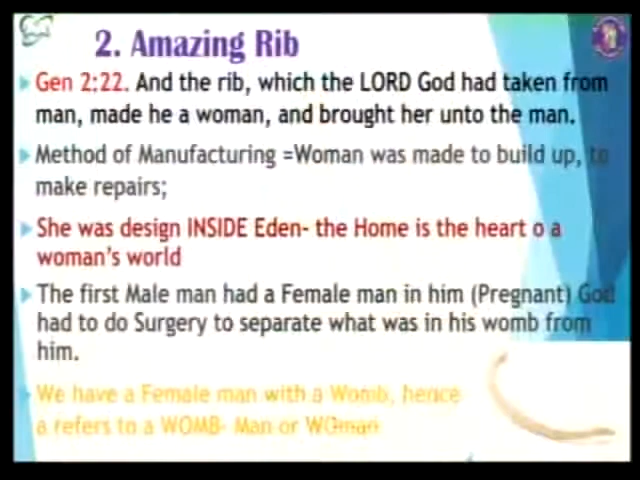 2. Amazing Rib
Gen 2:22. And the rib, which the LORD God had taken from
man, made he a woman, and brought her unto the man.
Method of Manufacturing =Woman was made to build up, to
make repairs;
She was design INSIDE Eden- the Home is the heart o a
woman's world
The first Male man had a Female man in him (Pregnant) God
had to do Surgery to separate what was in his womb from
him.
We have a Female man with a Womb, hence
a refers to a WOMB- Man or WOman